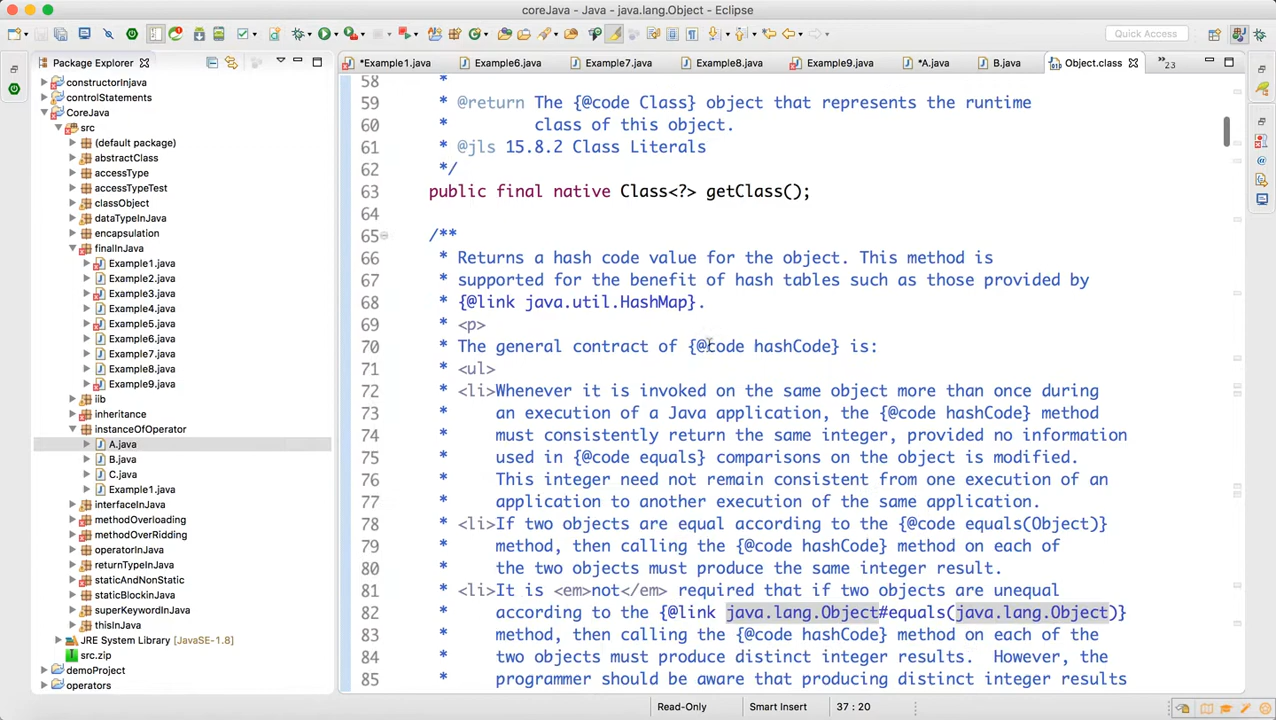 coreJava - Java - java.lang.Object - Eclipse
Quick Access
Package Explorer
*Example1.java
Example6.java
Example7.java
Example8.java
Example9.java
*A.java
B.java
Object.class
»23
constructorInjava
controlStatements
CoreJava
src
(default package)
abstractClass
accessType
accessTypeTest
classObject
dataTypeInJava
encapsulation
finalInJava
Example1.java
Example2.java
Example3.java
Example4.java
Example5.java
Example6.java
Example7.java
Example8.java
Example9.java
iib
inheritance
instanceOfOperator
A.java
B.java
C.java
Example1.java
interfaceInJava
methodOverloading
methodOverRidding
operatorInJava
returnTypeInJava
staticAndNonStatic
staticBlockinJava
superKeywordInJava
thisInJava
JRE System Library [JavaSE-1.8]
src.zip
demoProject
operators
58 *
59 * @return The {@code Class} object that represents the runtime
60 * class of this object.
61 * @jls 15.8.2 Class Literals
62 */
63 public final native Class<?> getClass();
64
65 /**
66 * Returns a hash code value for the object. This method is
67 * supported for the benefit of hash tables such as those provided by
68 * {@link java.util.HashMap}.
69 * <p>
70 * The general contract of {@code hashCode} is:
71 * <ul>
72 * <li>Whenever it is invoked on the same object more than once during
73 * an execution of a Java application, the {@code hashCode} method
74 * must consistently return the same integer, provided no information
75 * used in {@code equals} comparisons on the object is modified.
76 * This integer need not remain consistent from one execution of an
77 * application to another execution of the same application.
78 * <li>If two objects are equal according to the {@code equals(Object)}
79 * method, then calling the {@code hashCode} method on each of
80 * the two objects must produce the same integer result.
81 * <li>It is <em>not</em> required that if two objects are unequal
82 * according to the {@link java.lang.Object#equals(java.lang.Object)}
83 * method, then calling the {@code hashCode} method on each of the
84 * two objects must produce distinct integer results. However, the
85 * programmer should be aware that producing distinct integer results
Read-Only
Smart Insert
37 : 20